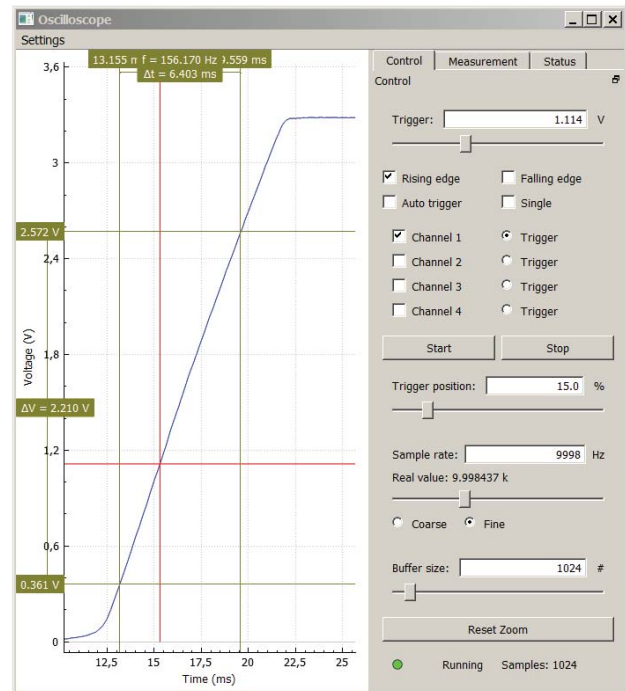 Oscilloscope
Settings
13.155 m f = 156.170 Hz 9.559 ms
Δt = 6.403 ms
3,6
3
2.572 V
2,4
Voltage (V)
1,8
ΔV = 2.210 V
1,2
0,6
0.361 V
0
12,5 15 17,5 20 22,5 25
Time (ms)
Control Measurement Status
Control
Trigger: 1.114 V
Rising edge Falling edge
Auto trigger Single
Channel 1 Trigger
Channel 2 Trigger
Channel 3 Trigger
Channel 4 Trigger
Start Stop
Trigger position: 15.0 %
Sample rate: 9998 Hz
Real value: 9.998437 k
Coarse Fine
Buffer size: 1024 #
Reset Zoom
Running Samples: 1024